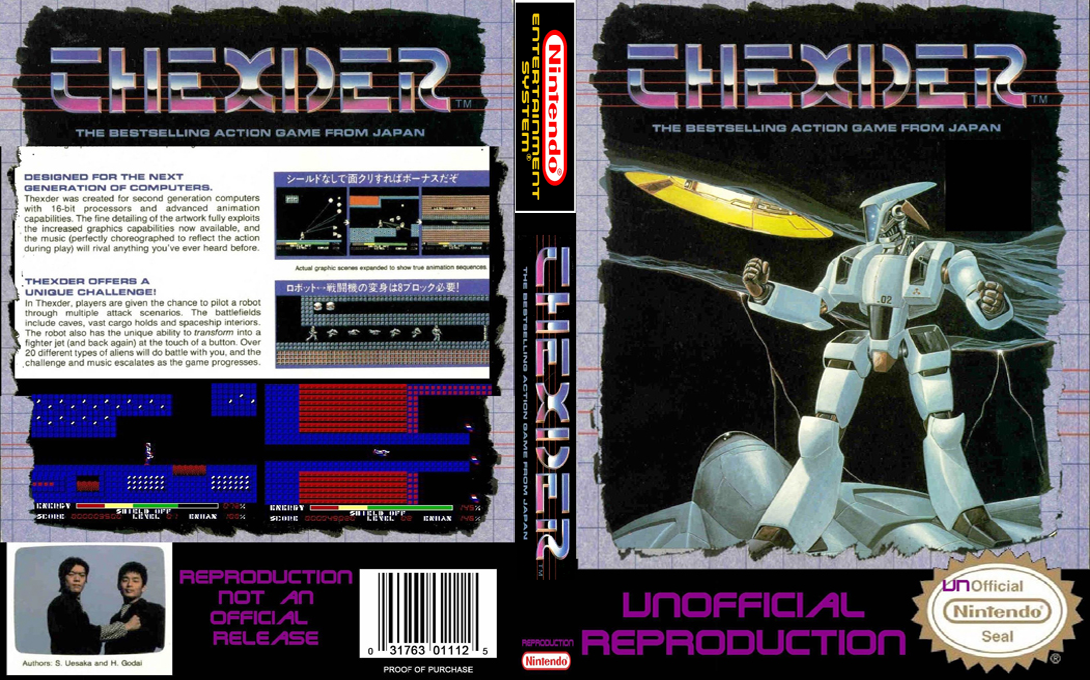 THEXDER
TM
THE BESTSELLING ACTION GAME FROM JAPAN
DESIGNED FOR THE NEXT
GENERATION OF COMPUTERS.
Thexder was created for second generation computers
with 16-bit processors and advanced animation
capabilities. The fine detailing of the artwork fully exploits
the increased graphics capabilities now available, and
the music (perfectly choreographed to reflect the action
during play) will rival anything you've ever heard before.
シールドなしで面クリすればボーナスだぞ
Actual graphic scenes expanded to show true animation sequences.
THEXDER OFFERS A
UNIQUE CHALLENGE!
In Thexder, players are given the chance to pilot a robot
through multiple attack scenarios. The battlefields
include caves, vast cargo holds and spaceship interiors.
The robot also has the unique ability to transform into a
fighter jet (and back again) at the touch of a button. Over
20 different types of aliens will do battle with you, and the
challenge and music escalates as the game progresses.
ロボット↔戦闘機の変身は8ブロック必要!
ENERGY
SHIELD OFF
SCORE
LEVEL
ENMAX
ENERGY
SHIELD OFF
SCORE
LEVEL
ENMAX
Authors: S. Uesaka and H. Godai
REPRODUCTION
NOT AN
OFFICIAL
RELEASE
0 31763 01112 5
PROOF OF PURCHASE
Nintendo®
ENTERTAINMENT
SYSTEM®
THEXDER
TM
THE BESTSELLING ACTION GAME FROM JAPAN
REPRODUCTION
Nintendo
THEXDER
TM
THE BESTSELLING ACTION GAME FROM JAPAN
02
UNOFFICIAL
REPRODUCTION
UNOfficial
Nintendo®
Seal
®